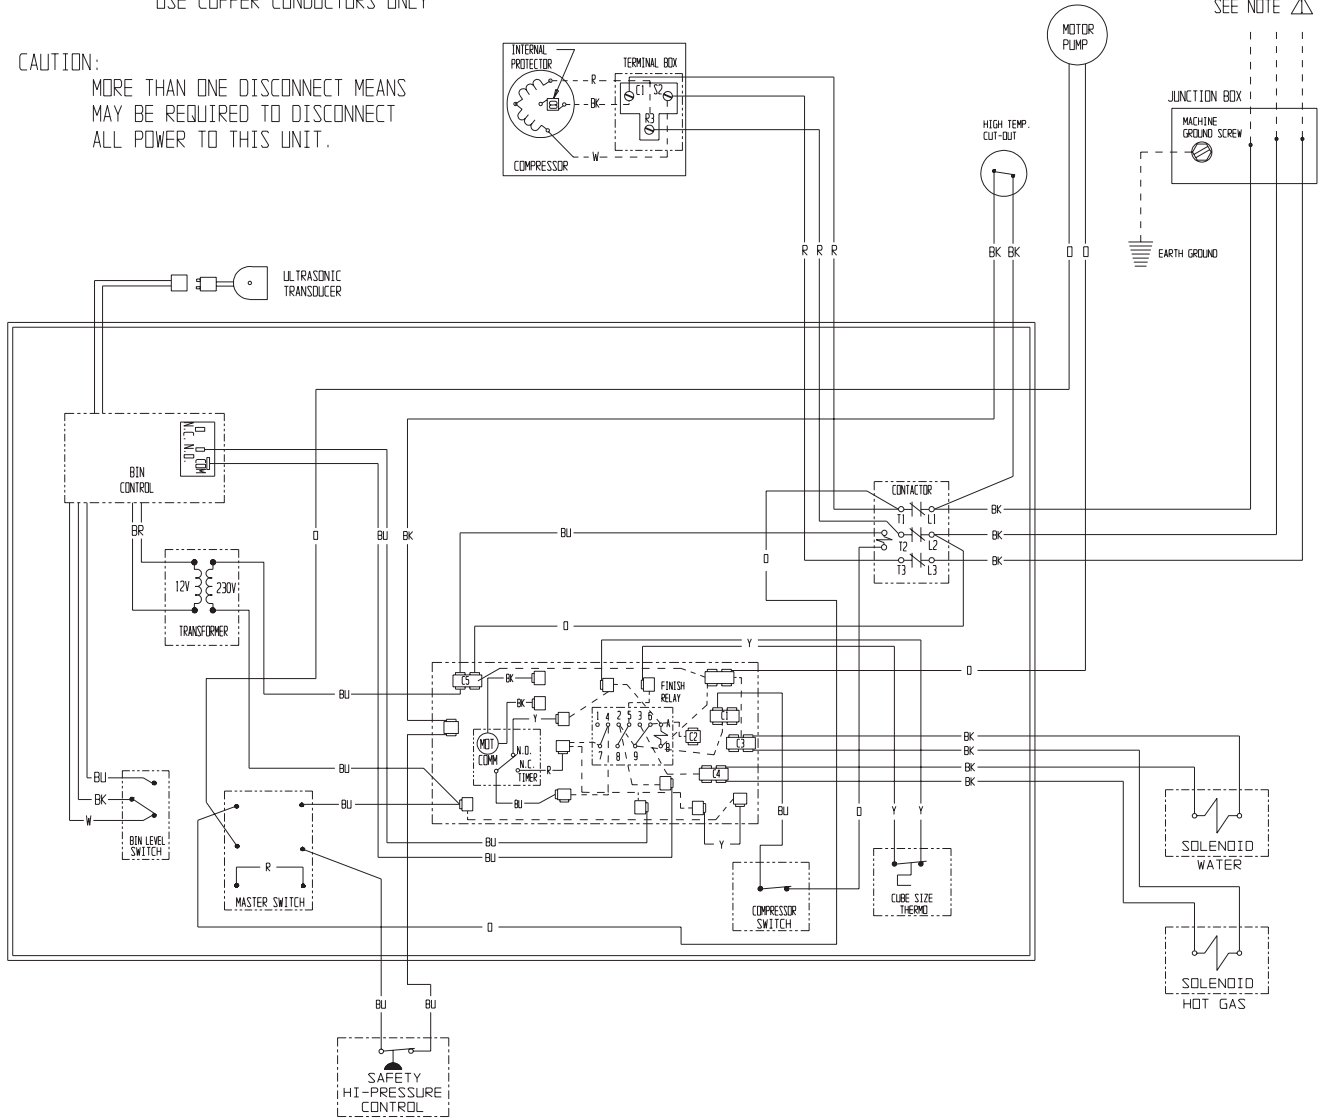 USE COPPER CONDUCTORS ONLY
SEE NOTE
CAUTION:
MORE THAN ONE DISCONNECT MEANS
MAY BE REQUIRED TO DISCONNECT
ALL POWER TO THIS UNIT.
INTERNAL
PROTECTOR
TERMINAL BOX
R
BK
C1 S2
R3
W
COMPRESSOR
MOTOR
PUMP
HIGH TEMP.
CUT-OUT
JUNCTION BOX
MACHINE
GROUND SCREW
EARTH GROUND
R R R
BK BK
O O
ULTRASONIC
TRANSDUCER
N.C. N.O.
COM
BIN
CONTROL
BR
12V 230V
TRANSFORMER
O
BU BK
BU
CONTACTOR
T1 L1
T2 L2
T3 L3
BK
BK
BK
O
O
Y
O
BU
C5
BK
BK
Y
FINISH
RELAY
1 4 2 5 3 6
A
B
7 8 9
C1
C2
C3
C4
MOT
COMM
N.O.
N.C.
TIMER
R
BU
BK
BK
BK
BK
BU
BU
BK
W
BIN LEVEL
SWITCH
BU
R
MASTER SWITCH
BU
BU
Y
BU
O
Y Y
COMPRESSOR
SWITCH
CUBE SIZE
THERMO
SOLENOID
WATER
O
SOLENOID
HOT GAS
BU BU
SAFETY
HI-PRESSURE
CONTROL